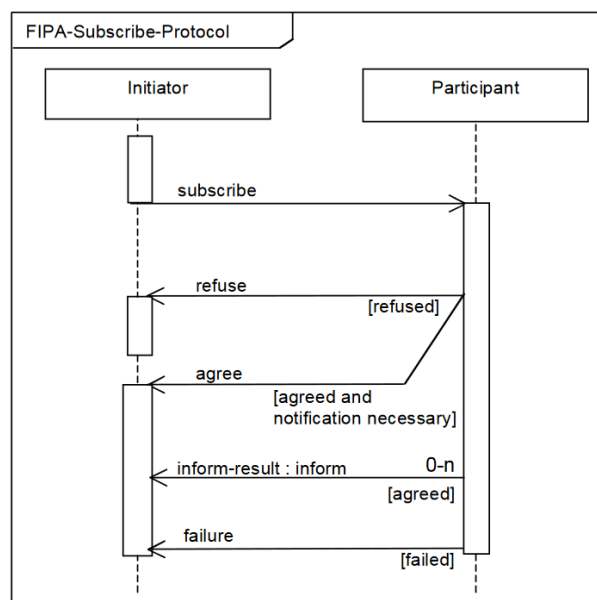 FIPA-Subscribe-Protocol
Initiator
Participant
subscribe
refuse
[refused]
agree
[agreed and
notification necessary]
inform-result : inform
0-n
[agreed]
failure
[failed]